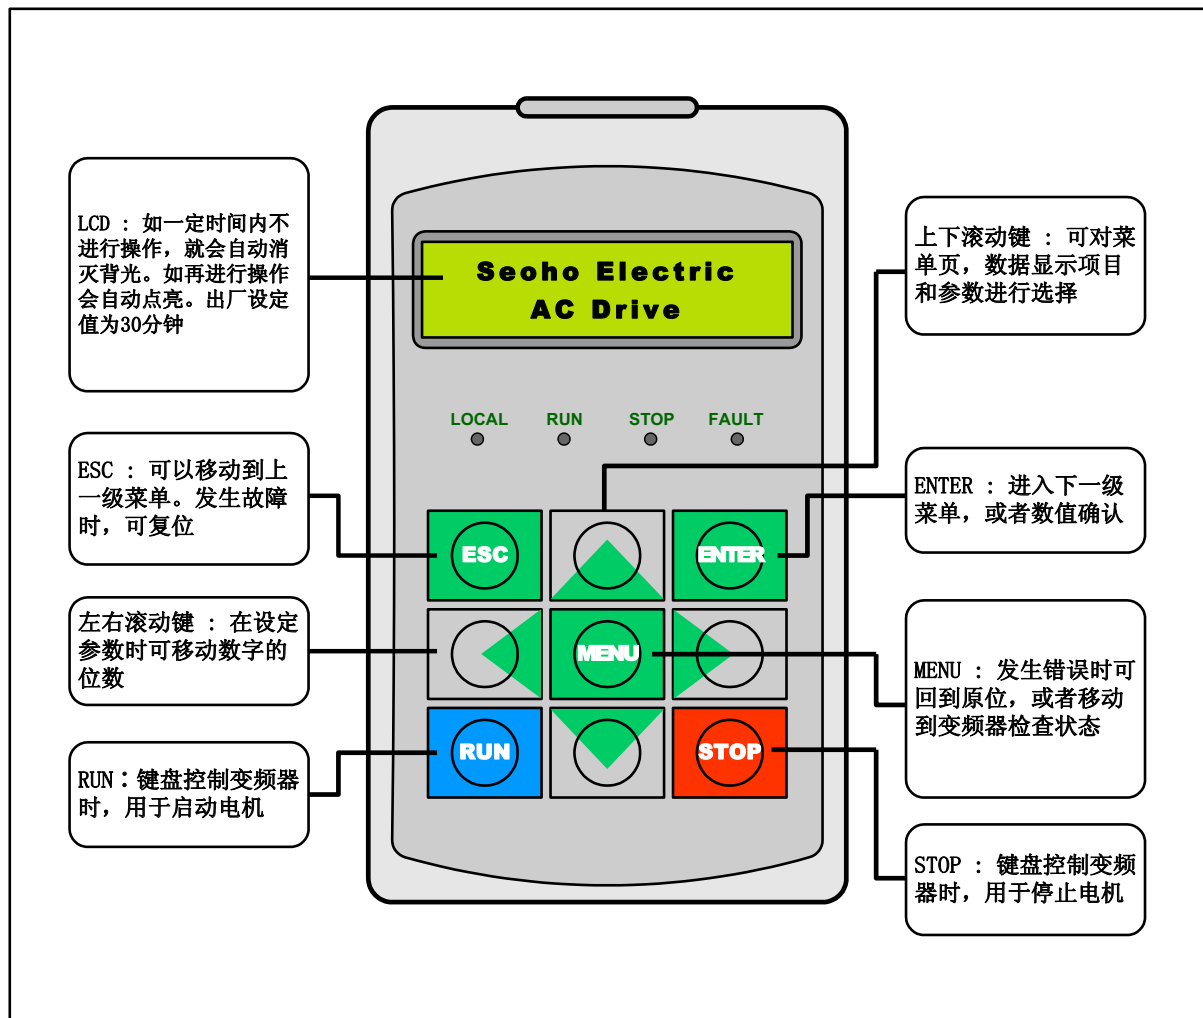 LCD : 如一定时间内不
进行操作，就会自动消
灭背光。如再进行操作
会自动点亮。出厂设定
值为30分钟
ESC : 可以移动到上
一级菜单。发生故障
时，可复位
左右滚动键 : 在设定
参数时可移动数字的
位数
RUN：键盘控制变频器
时，用于启动电机
Seoho Electric
AC Drive
LOCAL RUN STOP FAULT
ESC ENTER
MENU
RUN STOP
上下滚动键 : 可对菜
单页，数据显示项目
和参数进行选择
ENTER : 进入下一级
菜单，或者数值确认
MENU : 发生错误时可
回到原位，或者移动
到变频器检查状态
STOP : 键盘控制变频
器时，用于停止电机